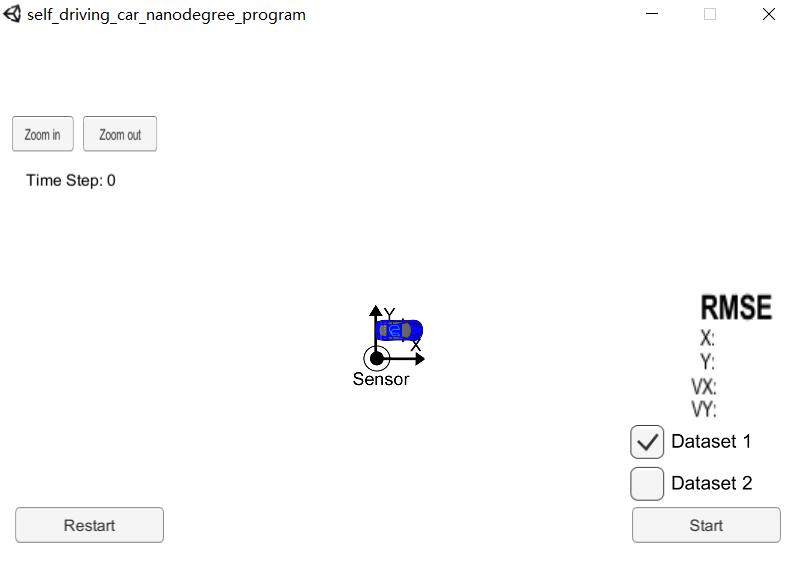 self_driving_car_nanodegree_program
Zoom in
Zoom out
Time Step: 0
Y
X
Sensor
RMSE
X:
Y:
VX:
VY:
Dataset 1
Dataset 2
Restart
Start